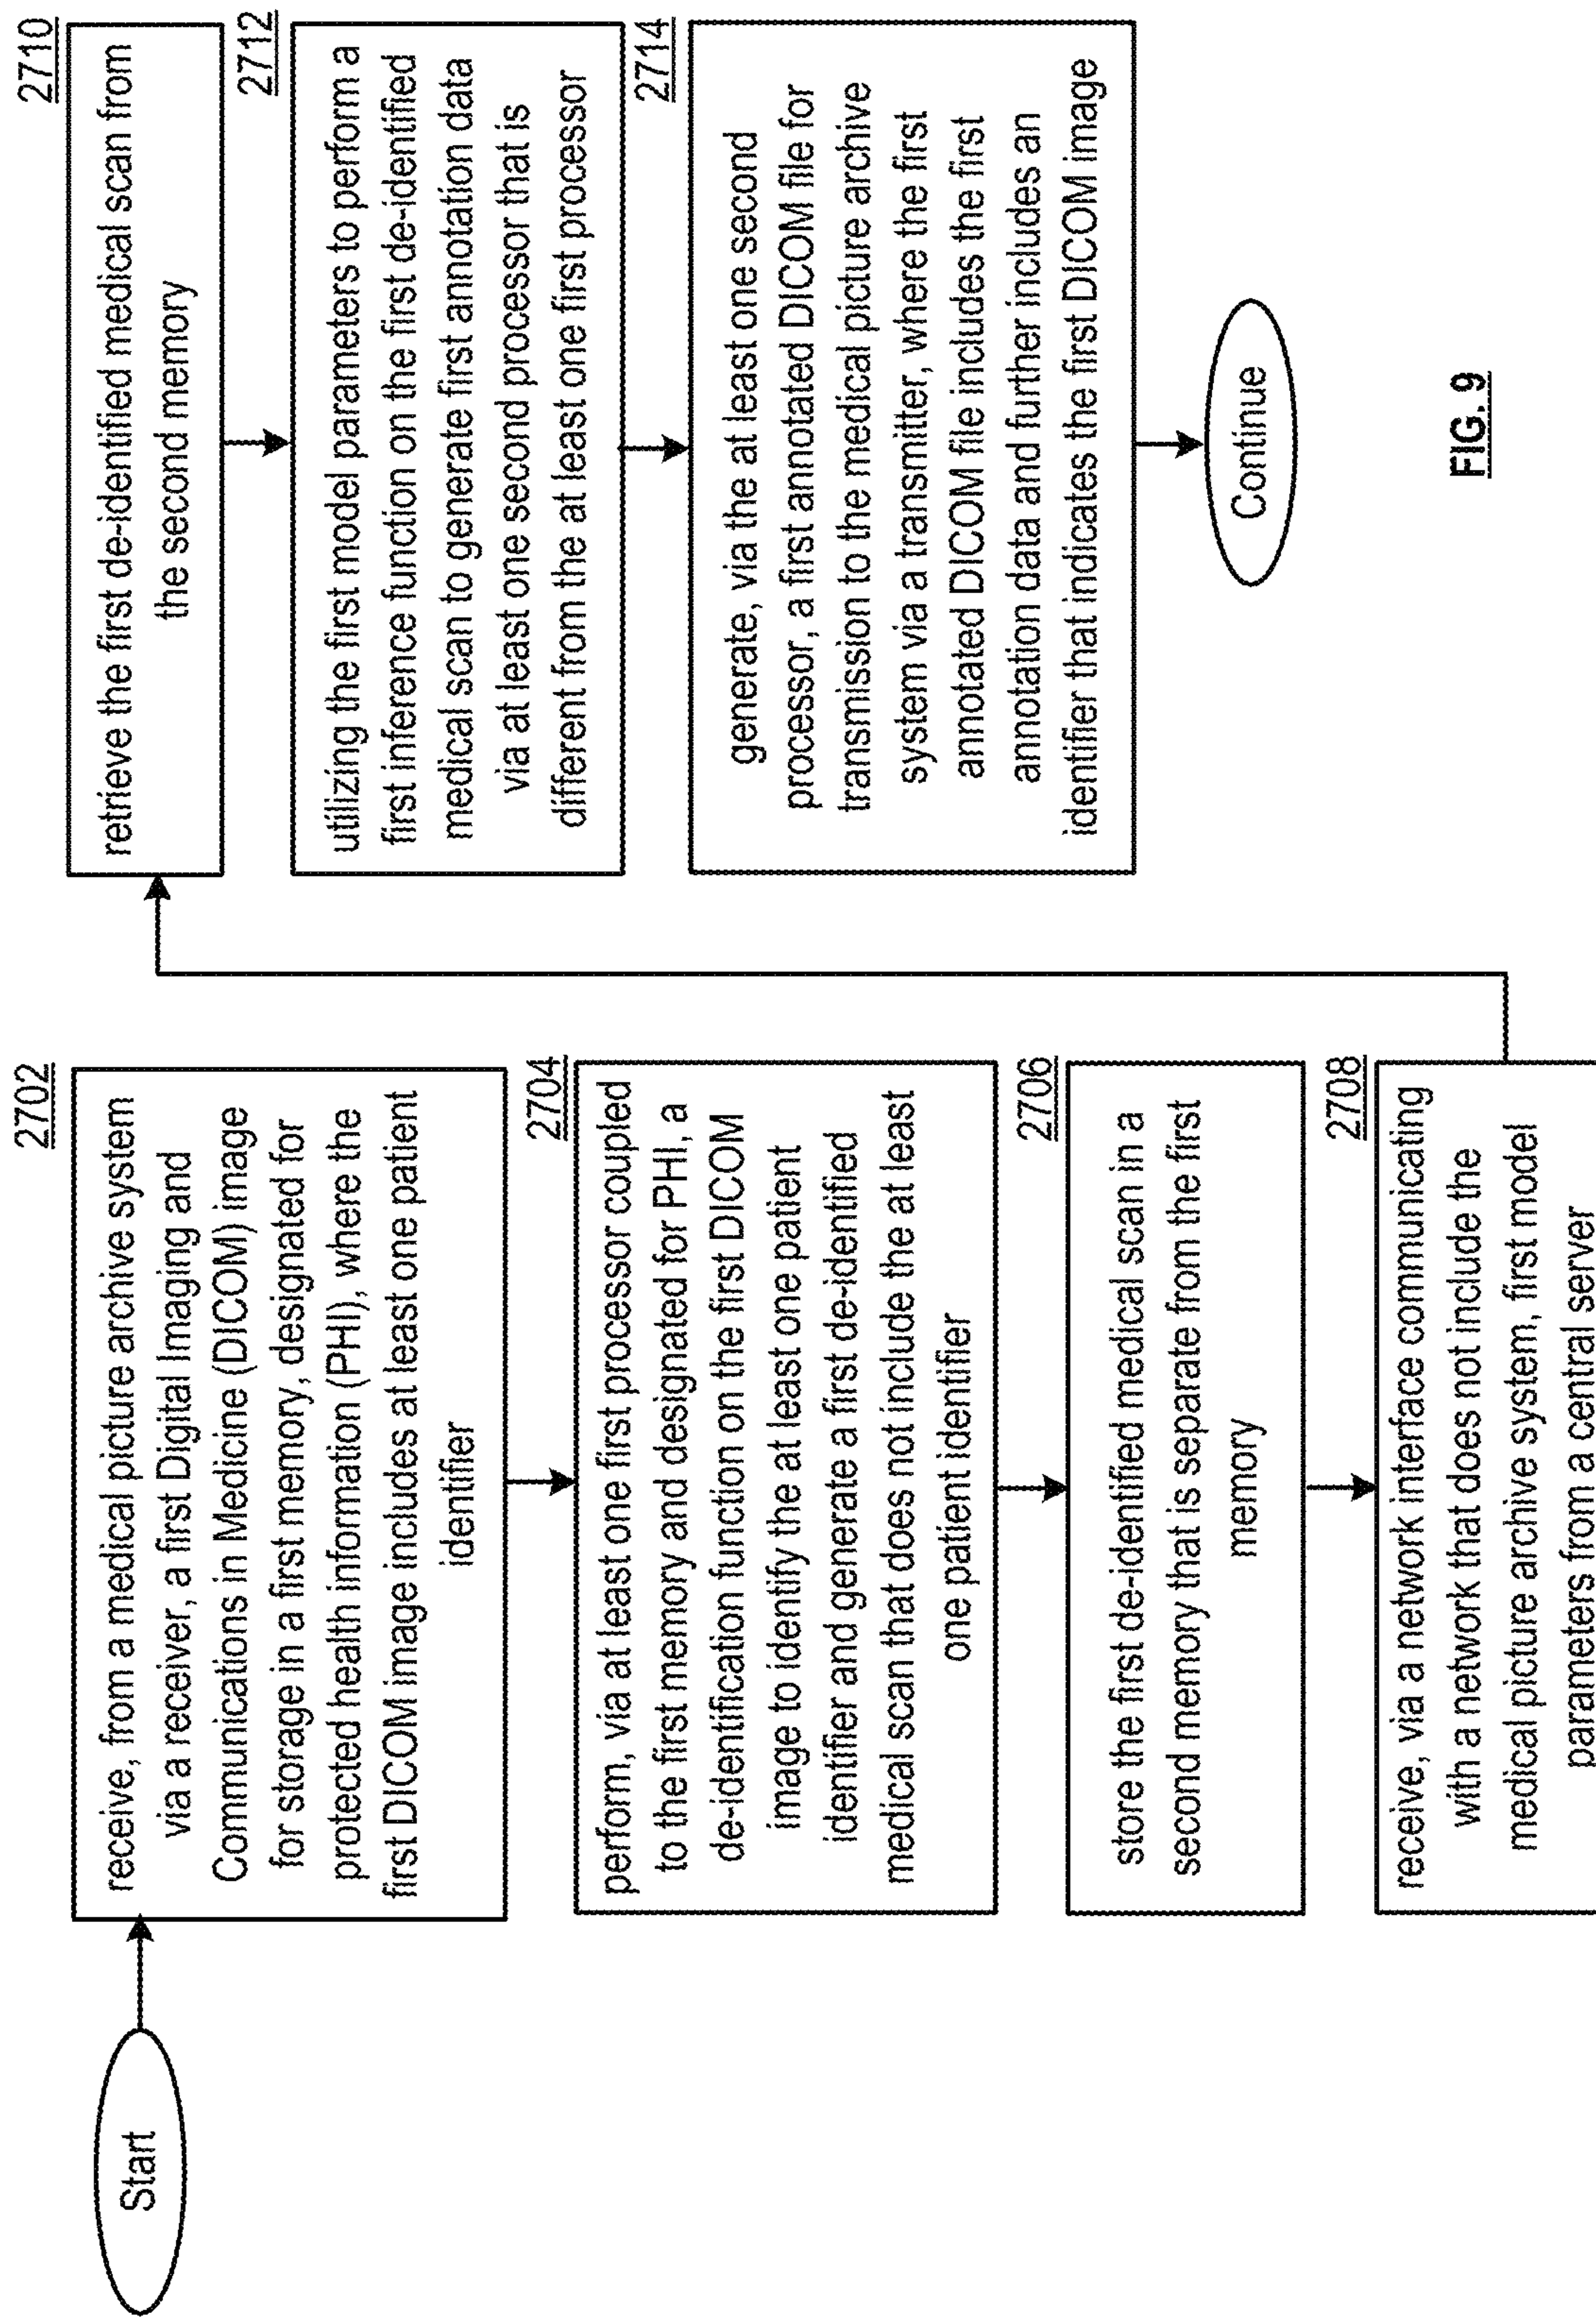 Start
2702
receive, from a medical picture archive system
via a receiver, a first Digital Imaging and
Communications in Medicine (DICOM) image
for storage in a first memory, designated for
protected health information (PHI), where the
first DICOM image includes at least one patient
identifier
2704
perform, via at least one first processor coupled
to the first memory and designated for PHI, a
de-identification function on the first DICOM
image to identify the at least one patient
identifier and generate a first de-identified
medical scan that does not include the at least
one patient identifier
2706
store the first de-identified medical scan in a
second memory that is separate from the first
memory
2708
receive, via a network interface communicating
with a network that does not include the
medical picture archive system, first model
parameters from a central server
2710
retrieve the first de-identified medical scan from
the second memory
2712
utilizing the first model parameters to perform a
first inference function on the first de-identified
medical scan to generate first annotation data
via at least one second processor that is
different from the at least one first processor
2714
generate, via the at least one second
processor, a first annotated DICOM file for
transmission to the medical picture archive
system via a transmitter, where the first
annotated DICOM file includes the first
annotation data and further includes an
identifier that indicates the first DICOM image
Continue
FIG. 9